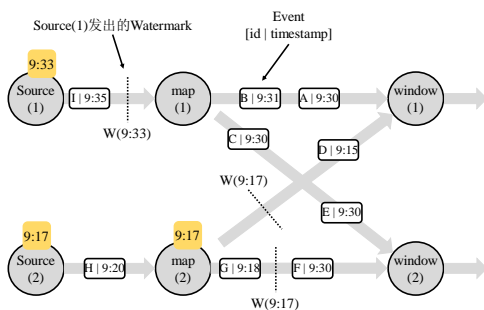 Source(1)发出的Watermark
Event
[id | timestamp]
9:33
Source
(1)
I | 9:35
W(9:33)
map
(1)
B | 9:31
A | 9:30
window
(1)
C | 9:30
D | 9:15
W(9:17)
E | 9:30
9:17
Source
(2)
H | 9:20
9:17
map
(2)
G | 9:18
F | 9:30
W(9:17)
window
(2)